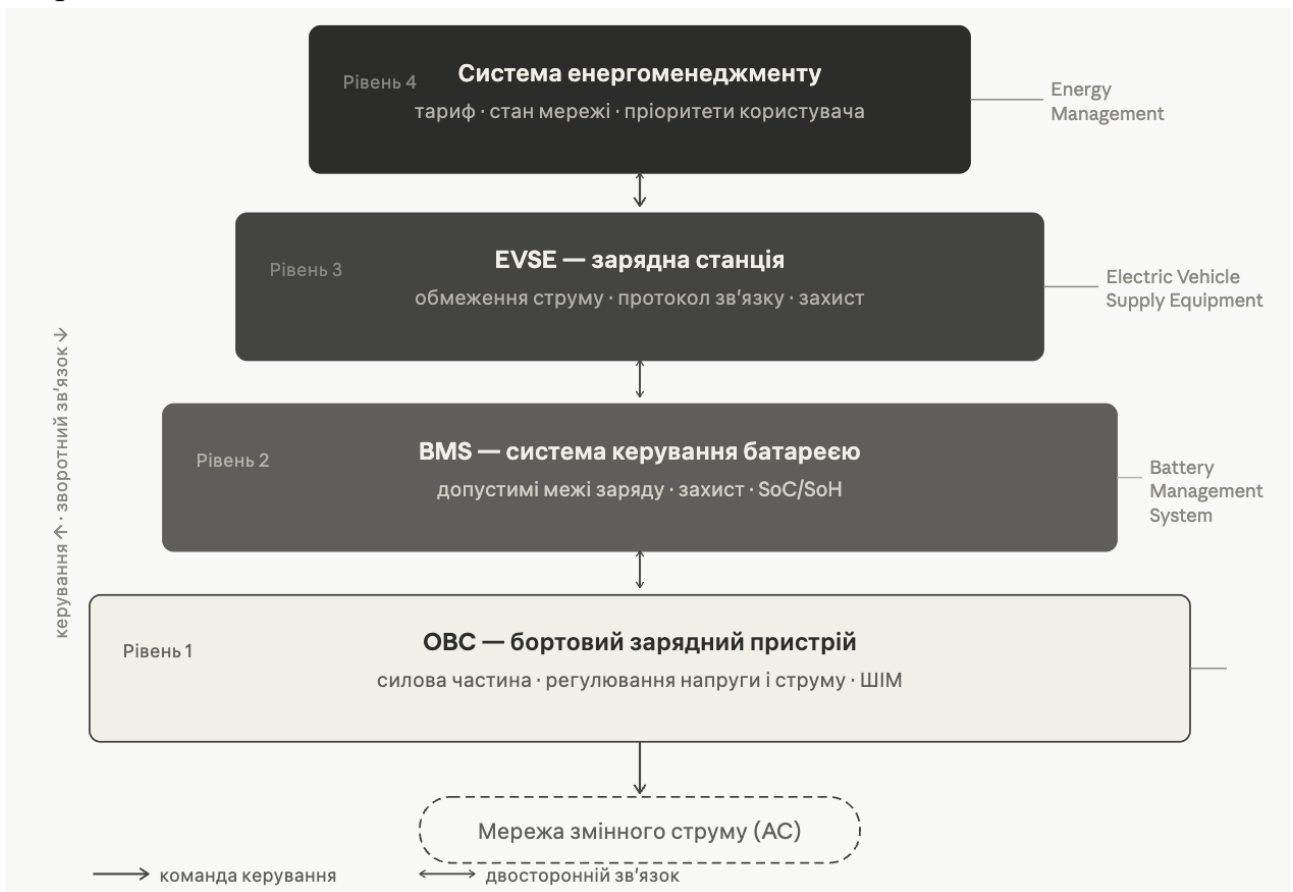 Рівень 4
Система енергоменеджменту
тариф · стан мережі · пріоритети користувача
Energy
Management
Рівень 3
EVSE — зарядна станція
обмеження струму · протокол зв'язку · захист
Electric Vehicle
Supply Equipment
керування ↑ · зворотний зв'язок ↓
Рівень 2
BMS — система керування батареєю
допустимі межі заряду · захист · SoC/SoH
Battery
Management
System
Рівень 1
OBC — бортовий зарядний пристрій
силова частина · регулювання напруги і струму · ШІМ
Мережа змінного струму (AC)
команда керування
двосторонній зв'язок